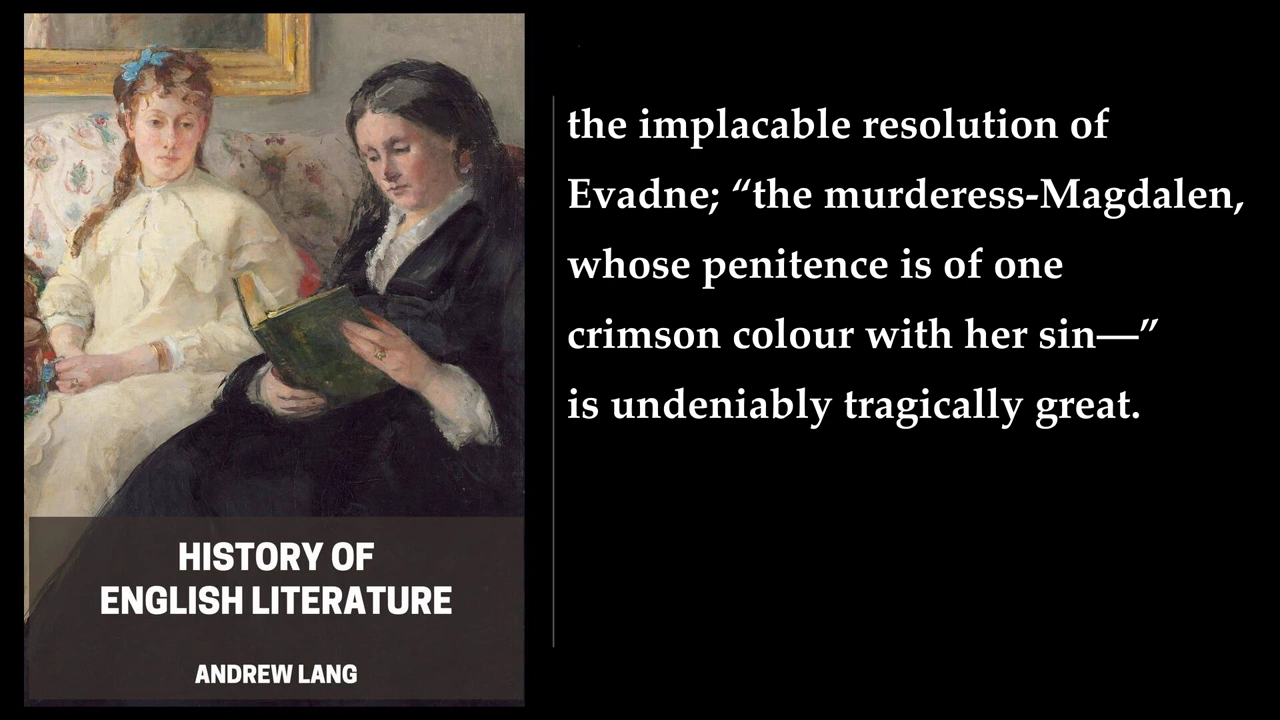 HISTORY OF
ENGLISH LITERATURE
ANDREW LANG
the implacable resolution of
Evadne; “the murderess-Magdalen,
whose penitence is of one
crimson colour with her sin—”
is undeniably tragically great.